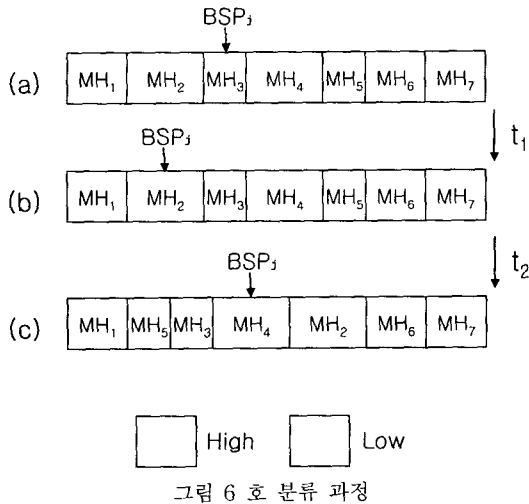 BSPⱼ
(a) MH₁ MH₂ MH₃ MH₄ MH₅ MH₆ MH₇
t₁
BSPⱼ
(b) MH₁ MH₂ MH₃ MH₄ MH₅ MH₆ MH₇
t₂
BSPⱼ
(c) MH₁ MH₅ MH₃ MH₄ MH₂ MH₆ MH₇
High Low
그림 6 호 분류 과정